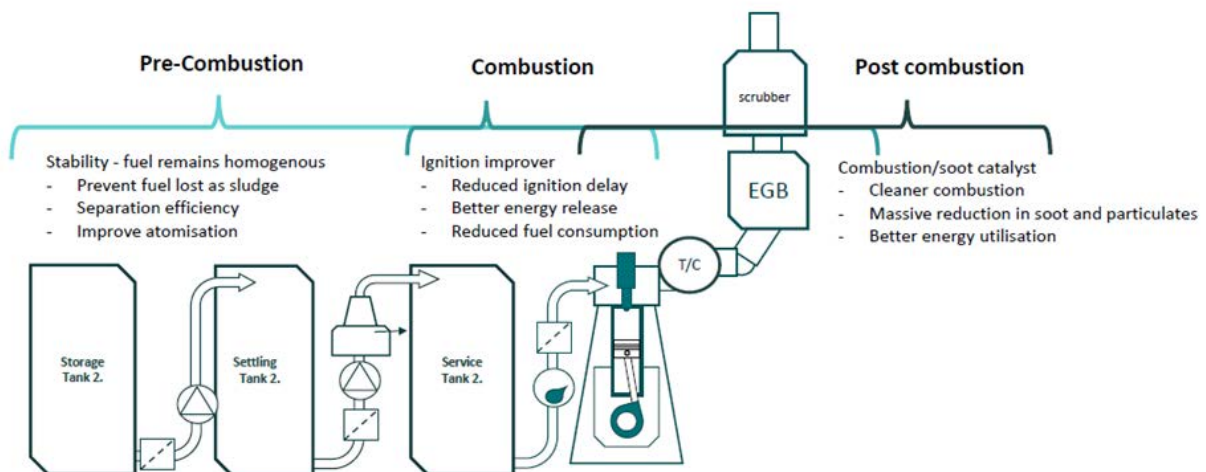 Pre-Combustion
Combustion
Post combustion
scrubber
Stability - fuel remains homogenous
- Prevent fuel lost as sludge
- Separation efficiency
- Improve atomisation
Ignition improver
- Reduced ignition delay
- Better energy release
- Reduced fuel consumption
Combustion/soot catalyst
- Cleaner combustion
- Massive reduction in soot and particulates
- Better energy utilisation
EGB
T/C
Storage
Tank 2.
Settling
Tank 2.
Service
Tank 2.